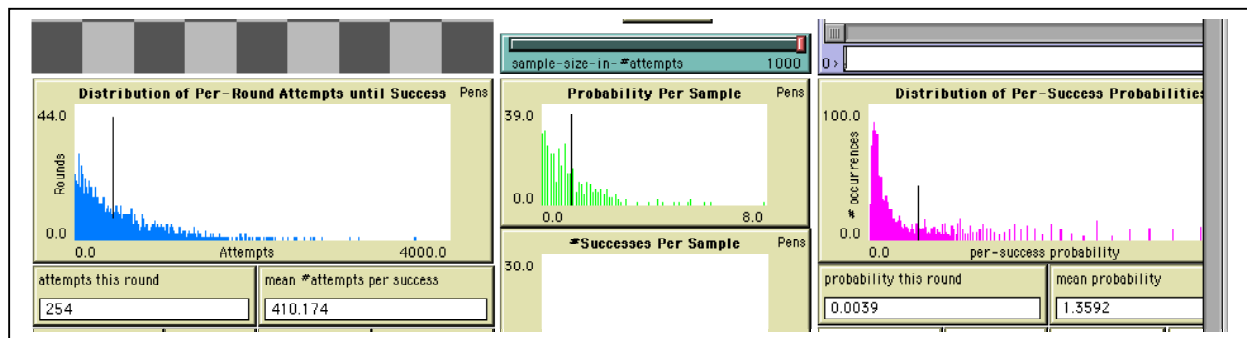 sample-size-in-#attempts 1000
0>
Distribution of Per-Round Attempts until Success Pens
44.0
Rounds
0.0
0.0 Attempts 4000.0
attempts this round
254
mean #attempts per success
410.174
Probability Per Sample Pens
39.0
0.0
0.0 8.0
#Successes Per Sample Pens
30.0
Distribution of Per-Success Probabilities
100.0
# occurrences
0.0
0.0 per-success probability
probability this round
0.0039
mean probability
1.3592